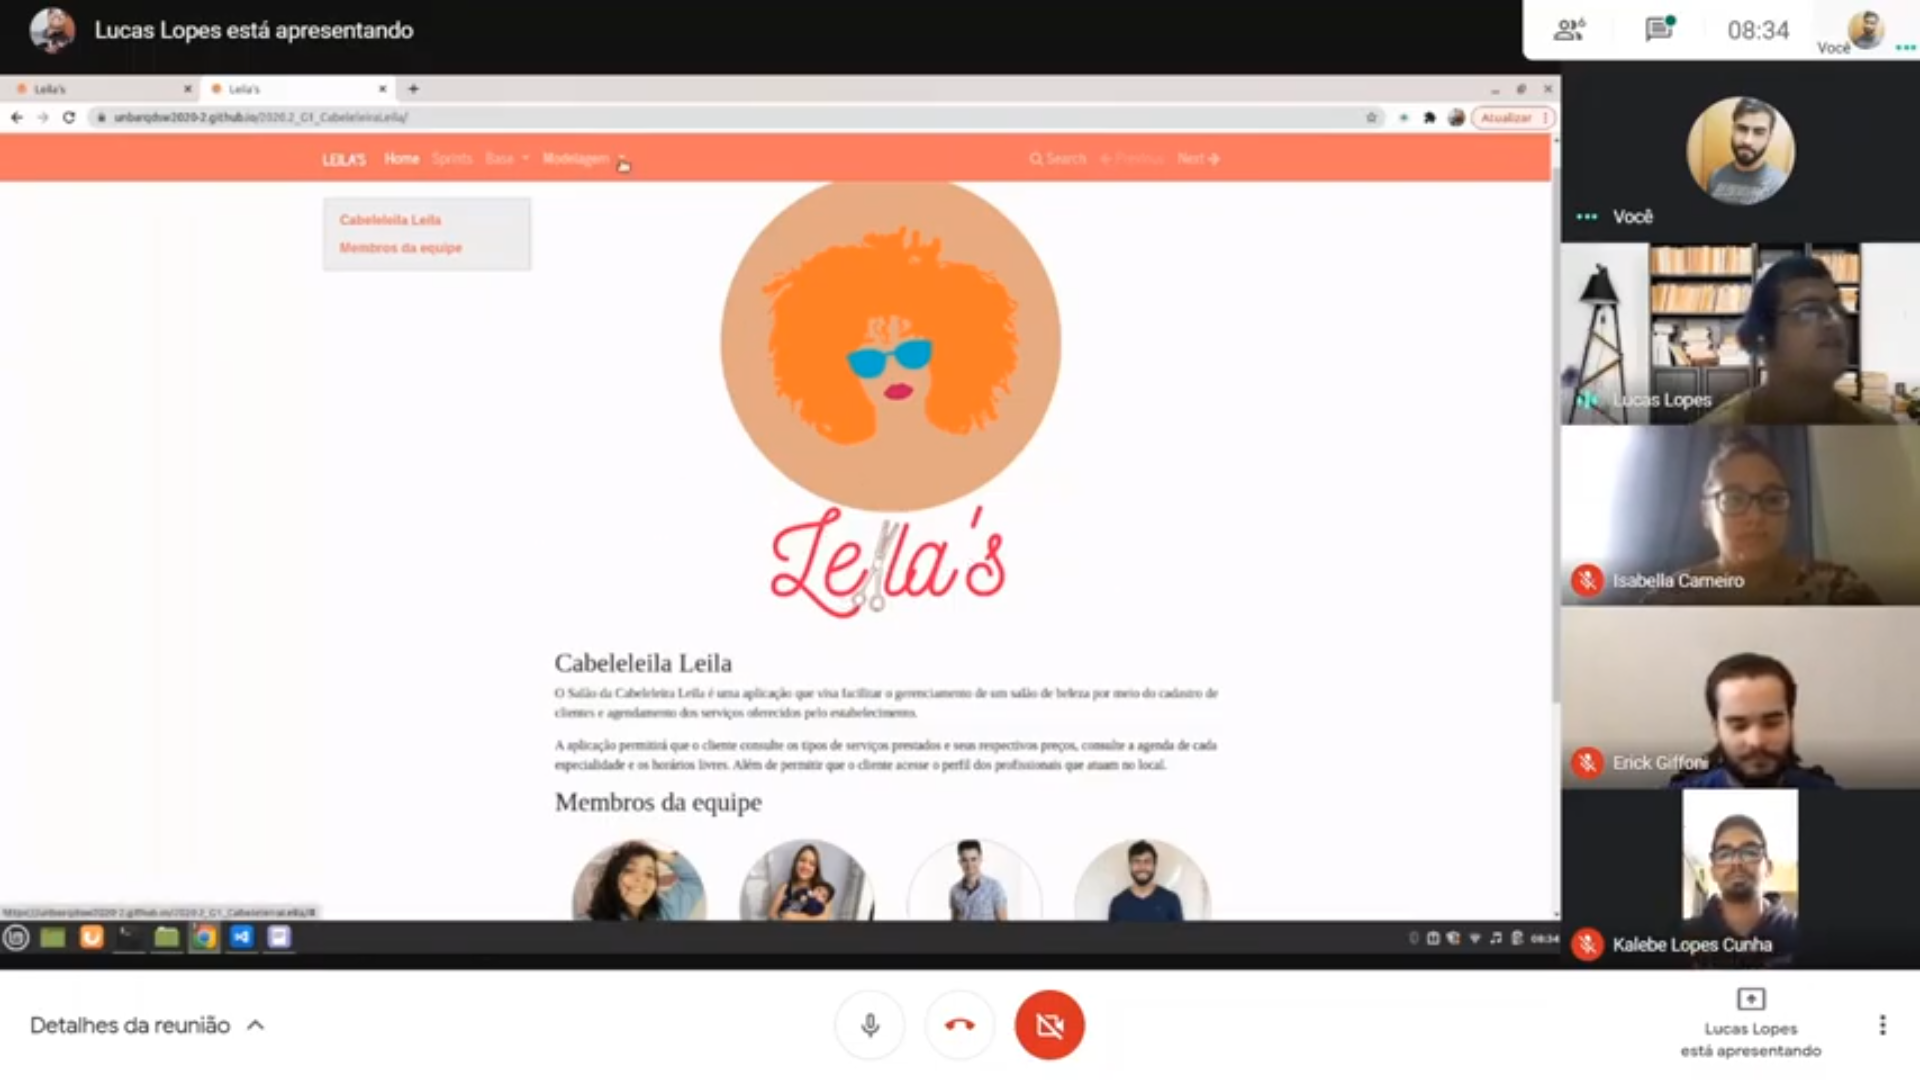 Lucas Lopes está apresentando
6
08:34
Você
Leila's
Leila's
unbarqdsw2020-2.github.io/2020.2_G1_CabeleleiraLeila/
Atualizar
LEILA'S Home Sprints Base Modelagem
Search Previous Next
Cabeleleila Leila
Membros da equipe
Leila's
Cabeleleila Leila
O Salão da Cabeleleira Leila é uma aplicação que visa facilitar o gerenciamento de um salão de beleza por meio do cadastro de
clientes e agendamento dos serviços oferecidos pelo estabelecimento.
A aplicação permitirá que o cliente consulte os tipos de serviços prestados e seus respectivos preços, consulte a agenda de cada
especialidade e os horários livres. Além de permitir que o cliente acesse o perfil dos profissionais que atuam no local.
Membros da equipe
https://unbarqdsw2020-2.github.io/2020.2_G1_CabeleleiraLeila/#
08:34
Você
Lucas Lopes
Isabella Carneiro
Erick Giffoni
Kalebe Lopes Cunha
Detalhes da reunião
Lucas Lopes
está apresentando